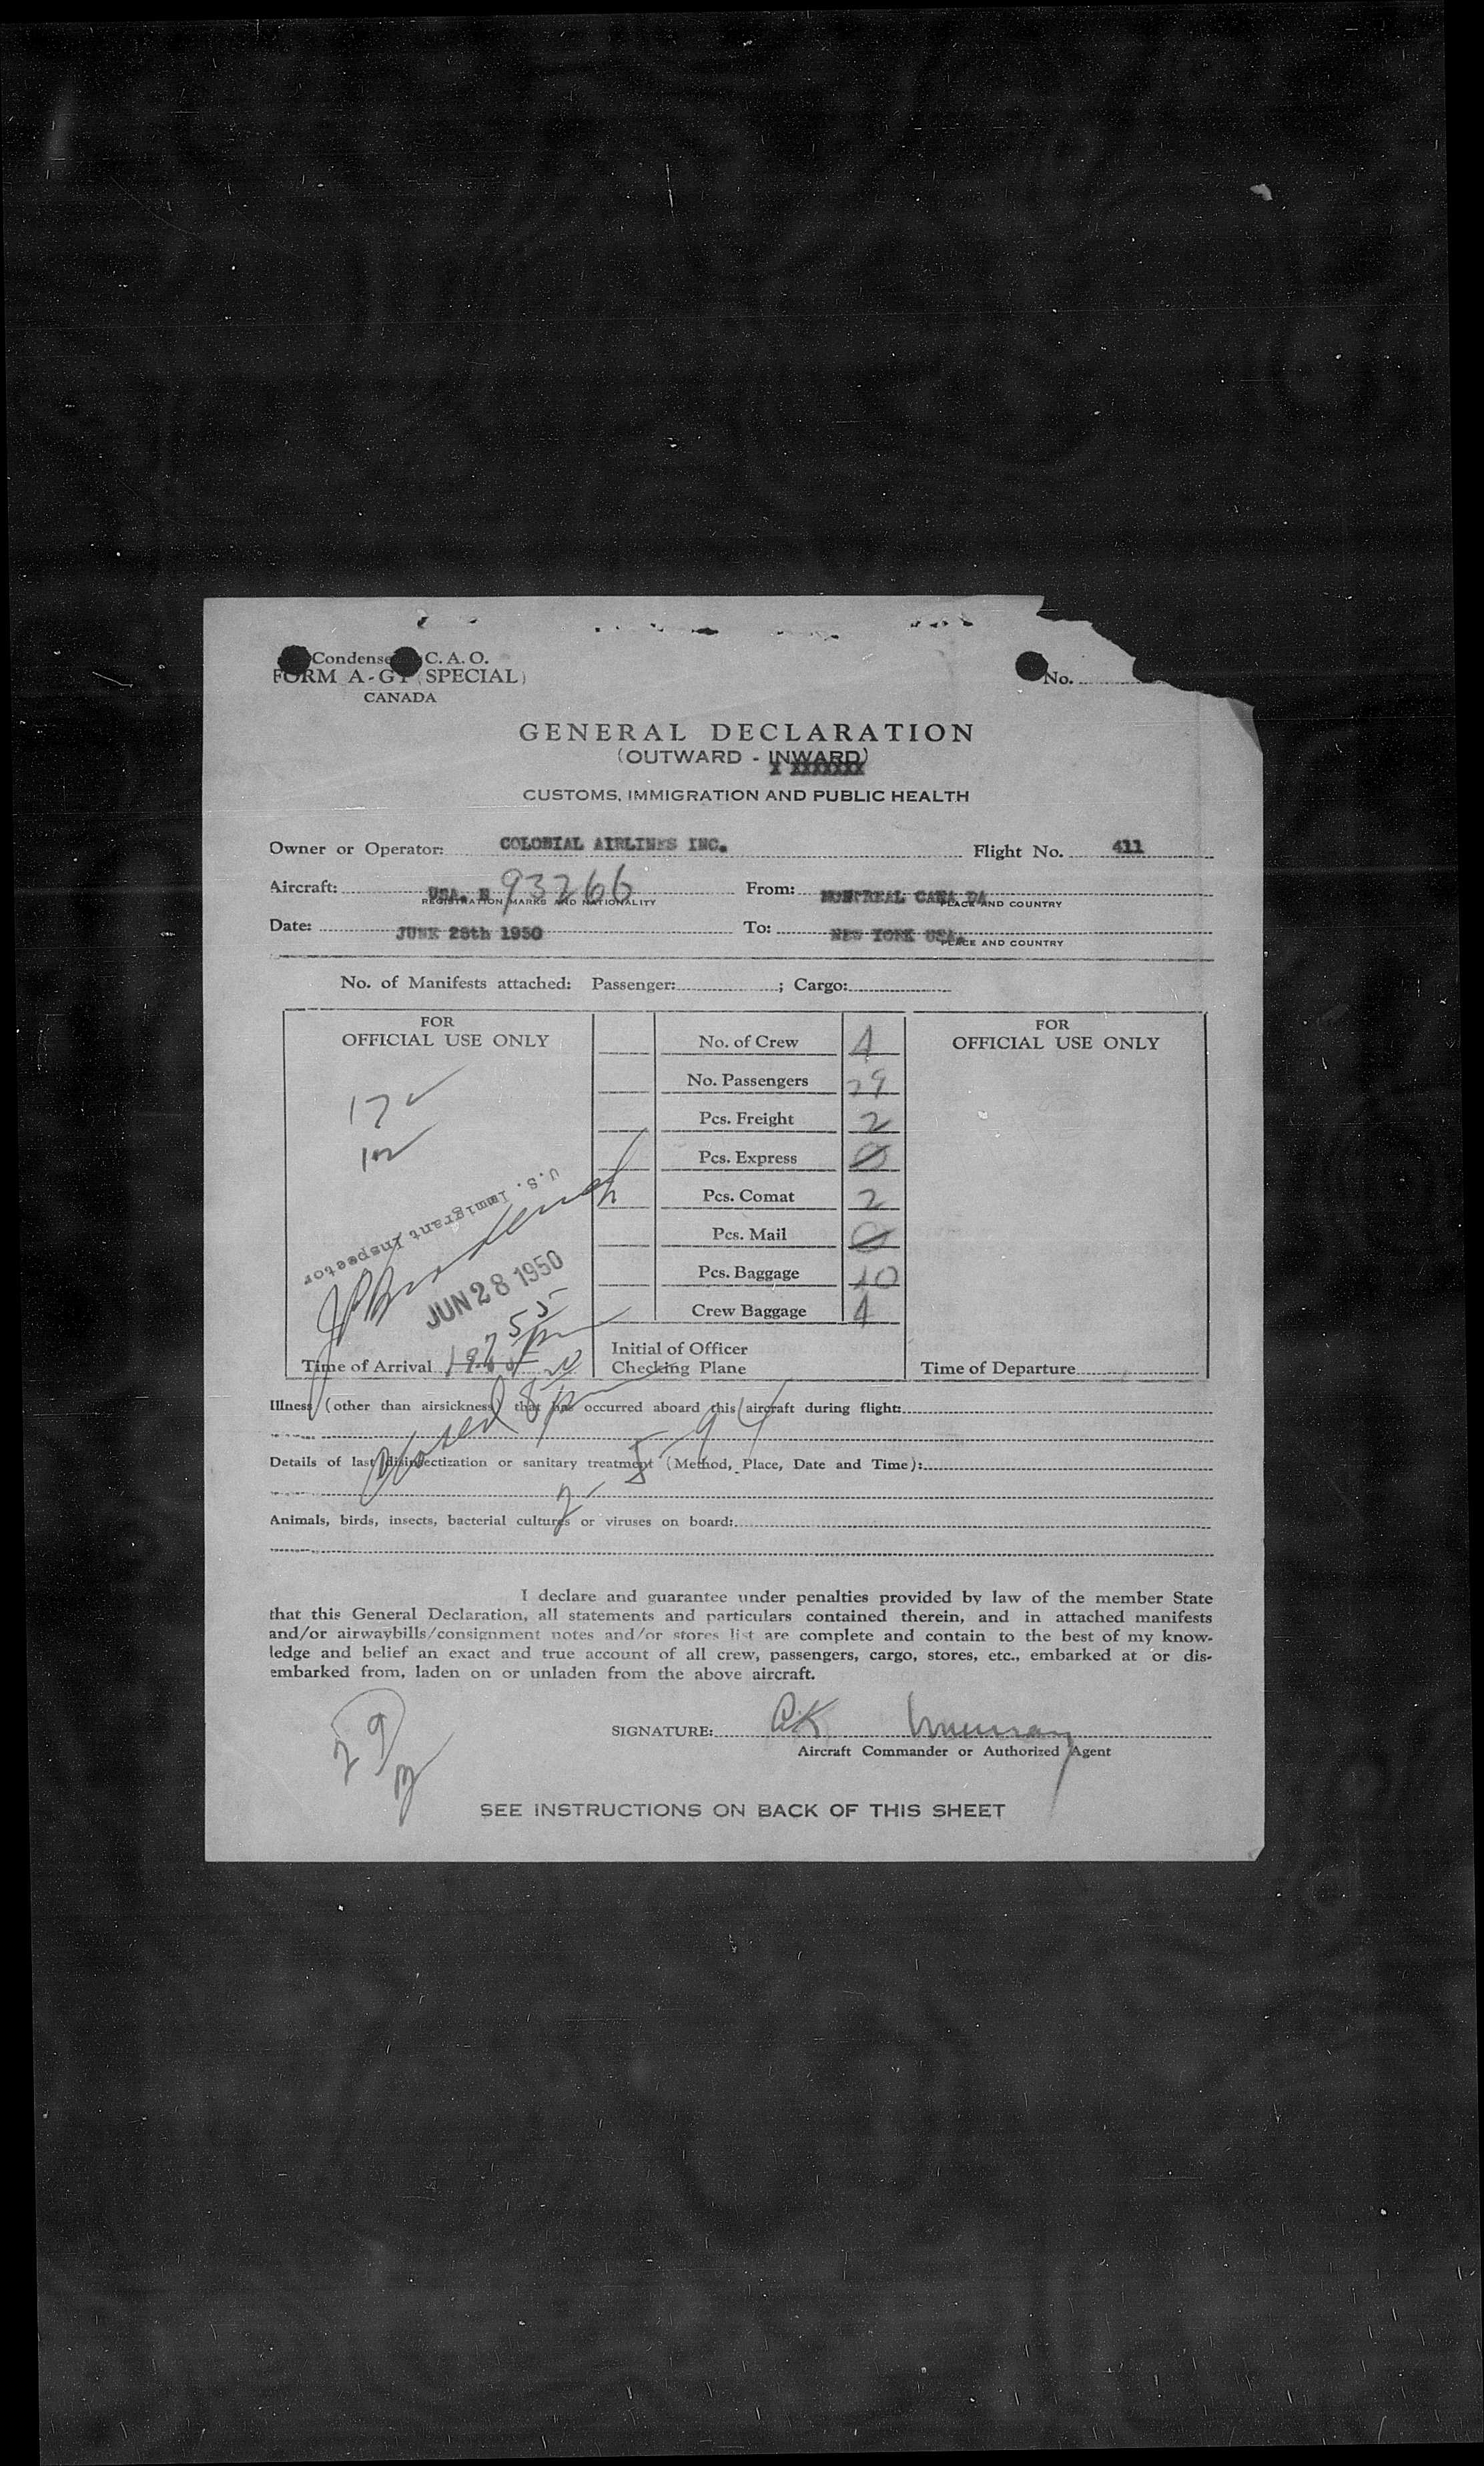 Condense C. A. O.
FORM A-G1 (SPECIAL)
CANADA
No.
GENERAL DECLARATION
(OUTWARD - INWARD)
X XXXXXXX
CUSTOMS, IMMIGRATION AND PUBLIC HEALTH
Owner or Operator: COLONIAL AIRLINES INC. Flight No. 411
Aircraft: USA. N 93266 From: MONTREAL CANA DA
REGISTRATION MARKS AND NATIONALITY PLACE AND COUNTRY
Date: JUNE 28th 1950 To: NEW YORK USA.
PLACE AND COUNTRY
No. of Manifests attached: Passenger: ; Cargo:
FOR
OFFICIAL USE ONLY
17
U.S. Immigrant Inspector
JUN 28 1950
7 55
Time of Arrival
No. of Crew 4
No. Passengers 29
Pcs. Freight 2
Pcs. Express 0
Pcs. Comat 2
Pcs. Mail 0
Pcs. Baggage 10
Crew Baggage 4
Initial of Officer
Checking Plane
FOR
OFFICIAL USE ONLY
Time of Departure
Illness (other than airsickness) that has occurred aboard this aircraft during flight:
closed 8
Details of last disinsectization or sanitary treatment (Method, Place, Date and Time):
Animals, birds, insects, bacterial cultures or viruses on board:
I declare and guarantee under penalties provided by law of the member State
that this General Declaration, all statements and particulars contained therein, and in attached manifests
and/or airwaybills/consignment notes and/or stores list are complete and contain to the best of my know-
ledge and belief an exact and true account of all crew, passengers, cargo, stores, etc., embarked at or dis-
embarked from, laden on or unladen from the above aircraft.
29
SIGNATURE: AK Murray
Aircraft Commander or Authorized Agent
SEE INSTRUCTIONS ON BACK OF THIS SHEET